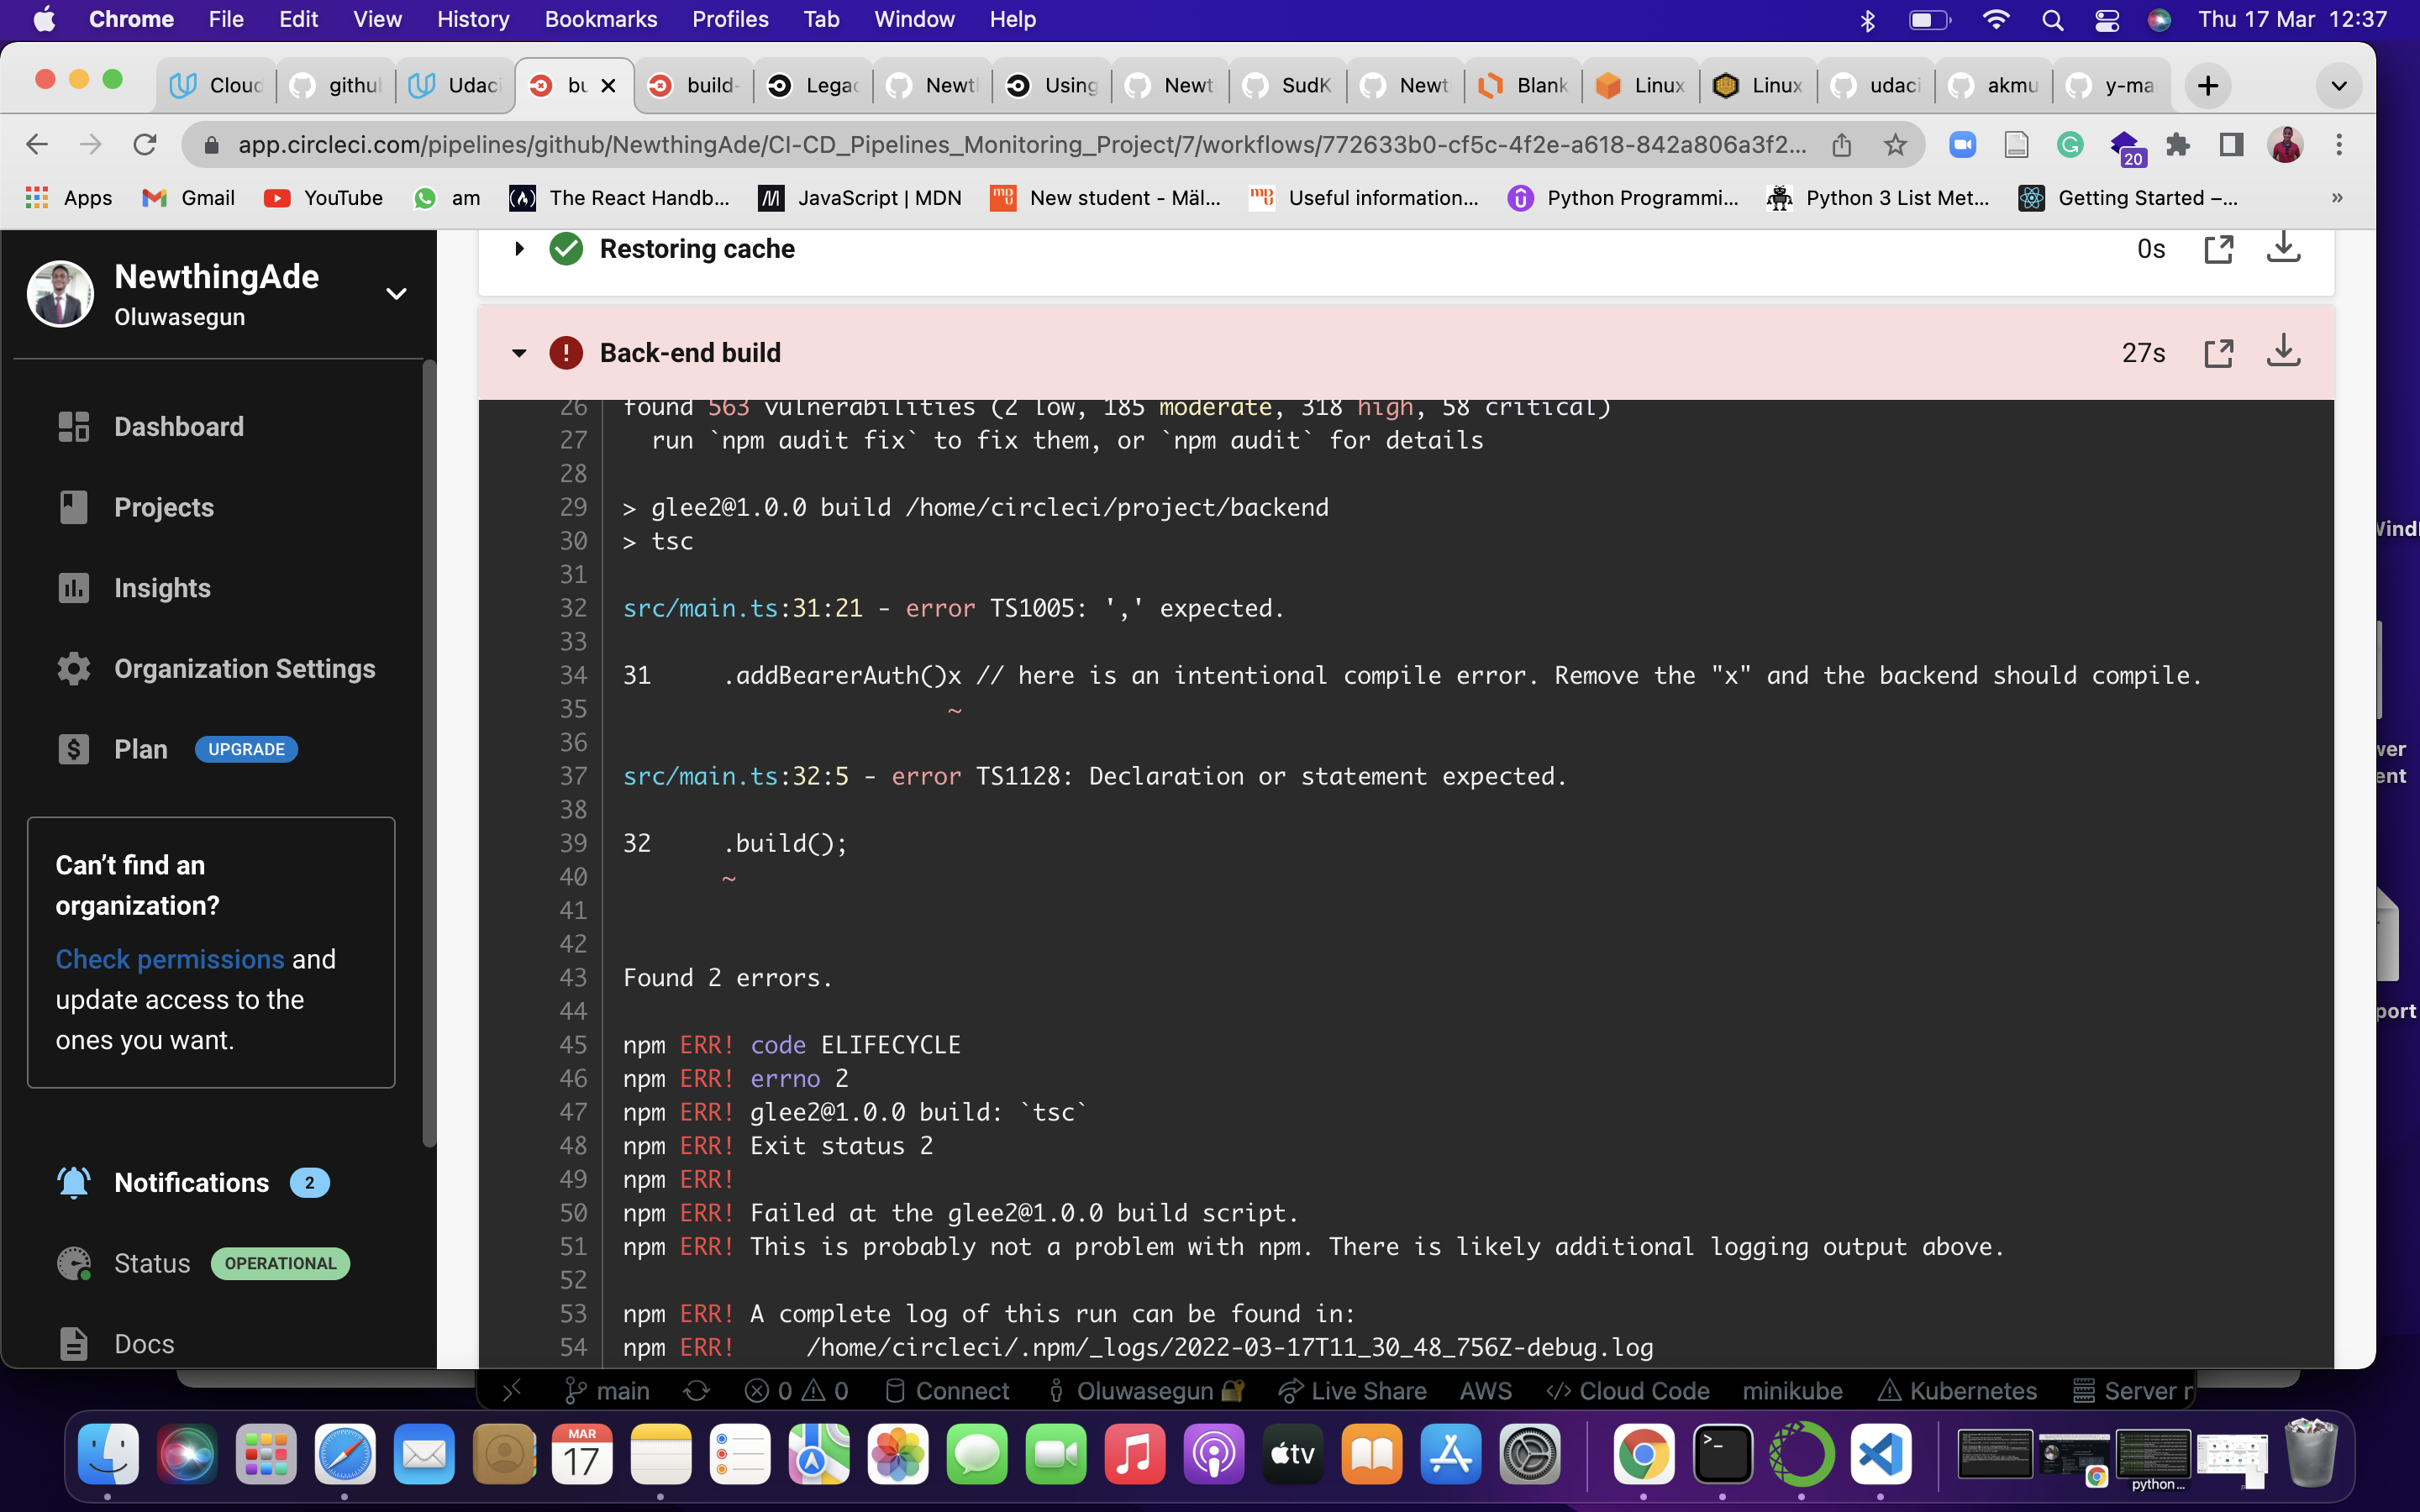 Chrome File Edit View History Bookmarks Profiles Tab Window Help Thu 17 Mar 12:37
Cloud githul Udaci bu build- Legac Newtl Using Newt SudK Newt Blank Linux Linux udaci akmu y-ma
app.circleci.com/pipelines/github/NewthingAde/CI-CD_Pipelines_Monitoring_Project/7/workflows/772633b0-cf5c-4f2e-a618-842a806a3f2... 20
Apps Gmail YouTube am The React Handb... JavaScript | MDN New student - Mäl... Useful information... Python Programmi... Python 3 List Met... Getting Started –... »
NewthingAde
Oluwasegun
Dashboard
Projects
Insights
Organization Settings
Plan UPGRADE
Can't find an
organization?
Check permissions and
update access to the
ones you want.
Notifications 2
Status OPERATIONAL
Docs
Restoring cache 0s
Back-end build 27s
26 found 563 vulnerabilities (2 low, 185 moderate, 318 high, 58 critical)
27 run `npm audit fix` to fix them, or `npm audit` for details
28
29 > glee2@1.0.0 build /home/circleci/project/backend
30 > tsc
31
32 src/main.ts:31:21 - error TS1005: ',' expected.
33
34 31 .addBearerAuth()x // here is an intentional compile error. Remove the "x" and the backend should compile.
35 ~
36
37 src/main.ts:32:5 - error TS1128: Declaration or statement expected.
38
39 32 .build();
40 ~
41
42
43 Found 2 errors.
44
45 npm ERR! code ELIFECYCLE
46 npm ERR! errno 2
47 npm ERR! glee2@1.0.0 build: `tsc`
48 npm ERR! Exit status 2
49 npm ERR!
50 npm ERR! Failed at the glee2@1.0.0 build script.
51 npm ERR! This is probably not a problem with npm. There is likely additional logging output above.
52
53 npm ERR! A complete log of this run can be found in:
54 npm ERR! /home/circleci/.npm/_logs/2022-03-17T11_30_48_756Z-debug.log
main 0 0 Connect Oluwasegun Live Share AWS Cloud Code minikube Kubernetes Server
MAR
17
tv
python...